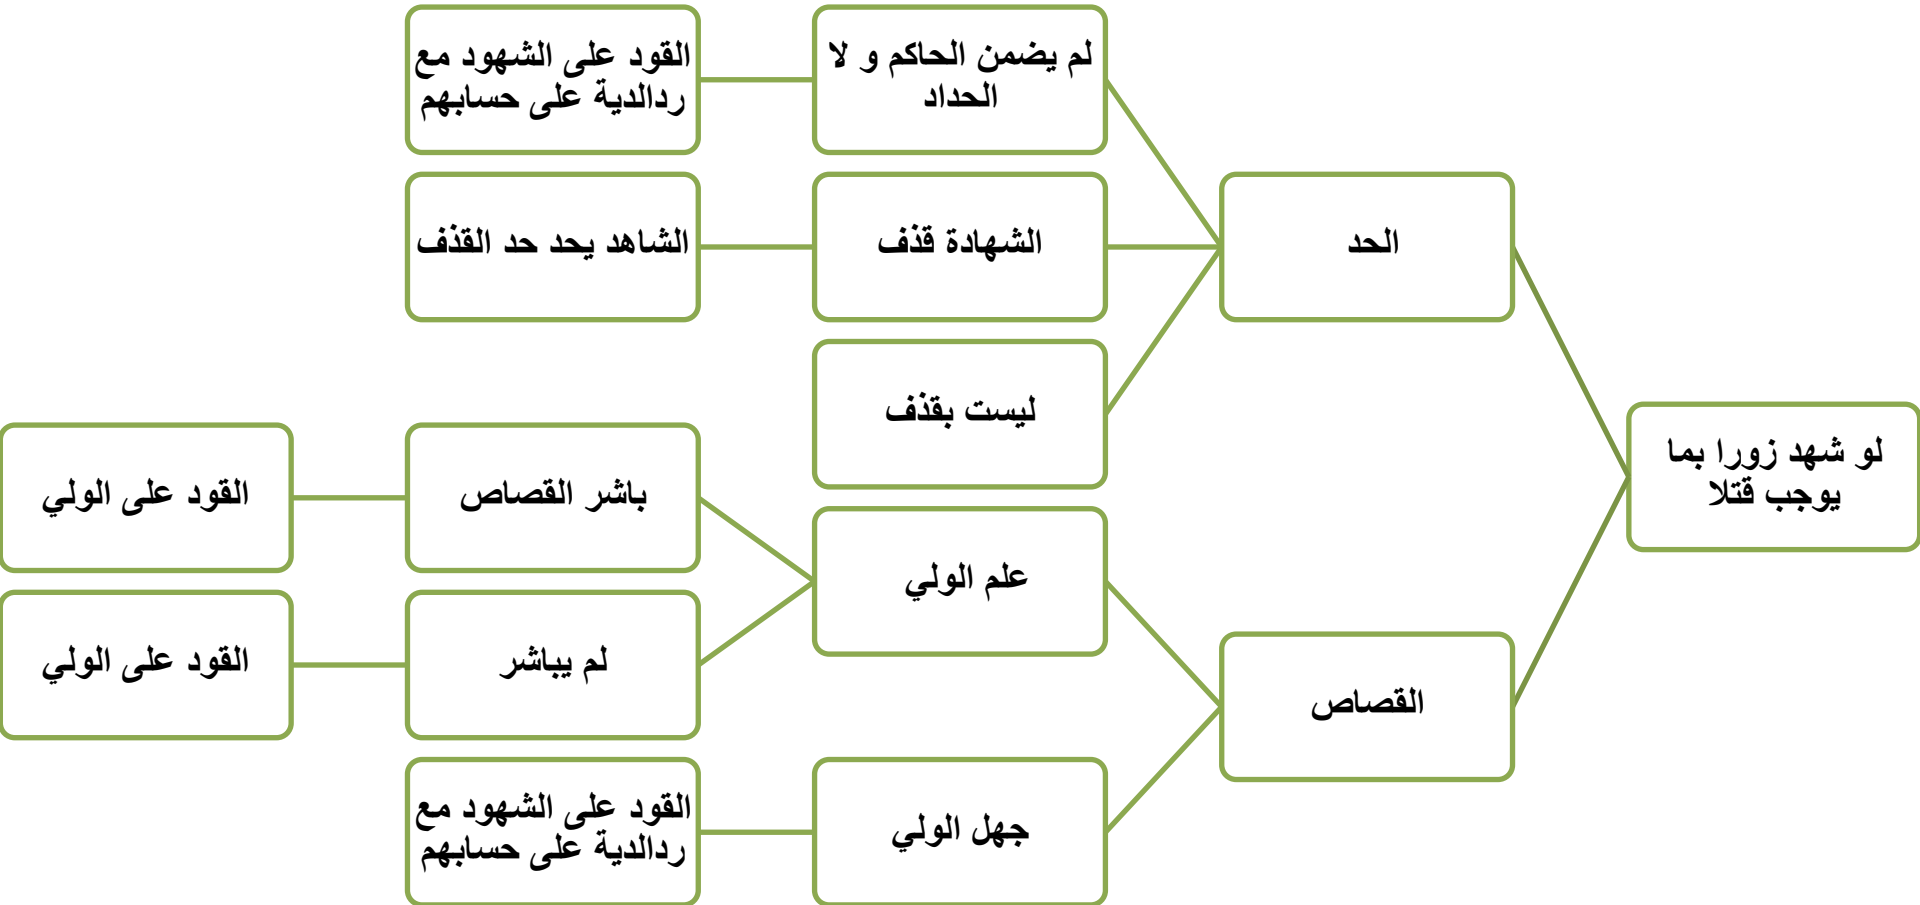 لو شهد زورا بما
يوجب قتلا
الحد
لم يضمن الحاكم و لا
الحداد
القود على الشهود مع
ردالدية على حسابهم
الشهادة قذف
الشاهد يحد حد القذف
ليست بقذف
القصاص
علم الولي
باشر القصاص
القود على الولي
لم يباشر
القود على الولي
جهل الولي
القود على الشهود مع
ردالدية على حسابهم